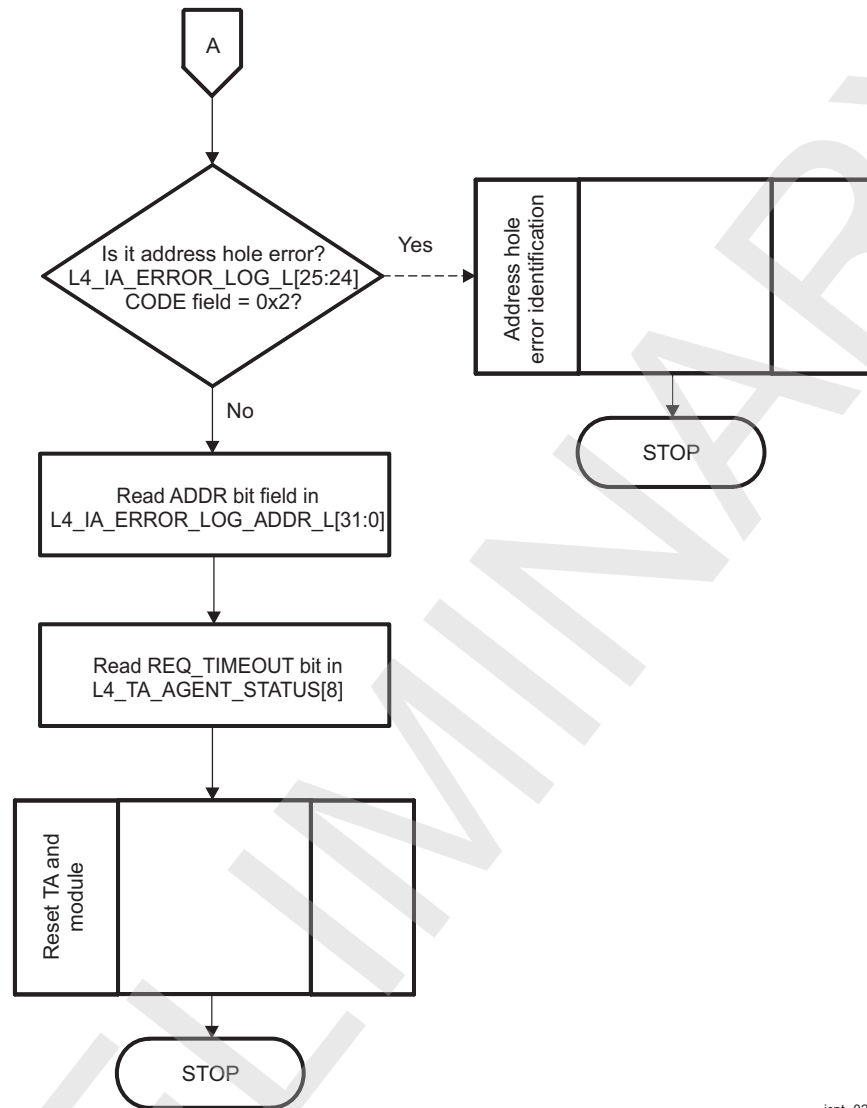 A
Is it address hole error?
L4_IA_ERROR_LOG_L[25:24]
CODE field = 0x2?
Yes
Address hole
error identification
STOP
No
Read ADDR bit field in
L4_IA_ERROR_LOG_ADDR_L[31:0]
Read REQ_TIMEOUT bit in
L4_TA_AGENT_STATUS[8]
Reset TA and
module
STOP